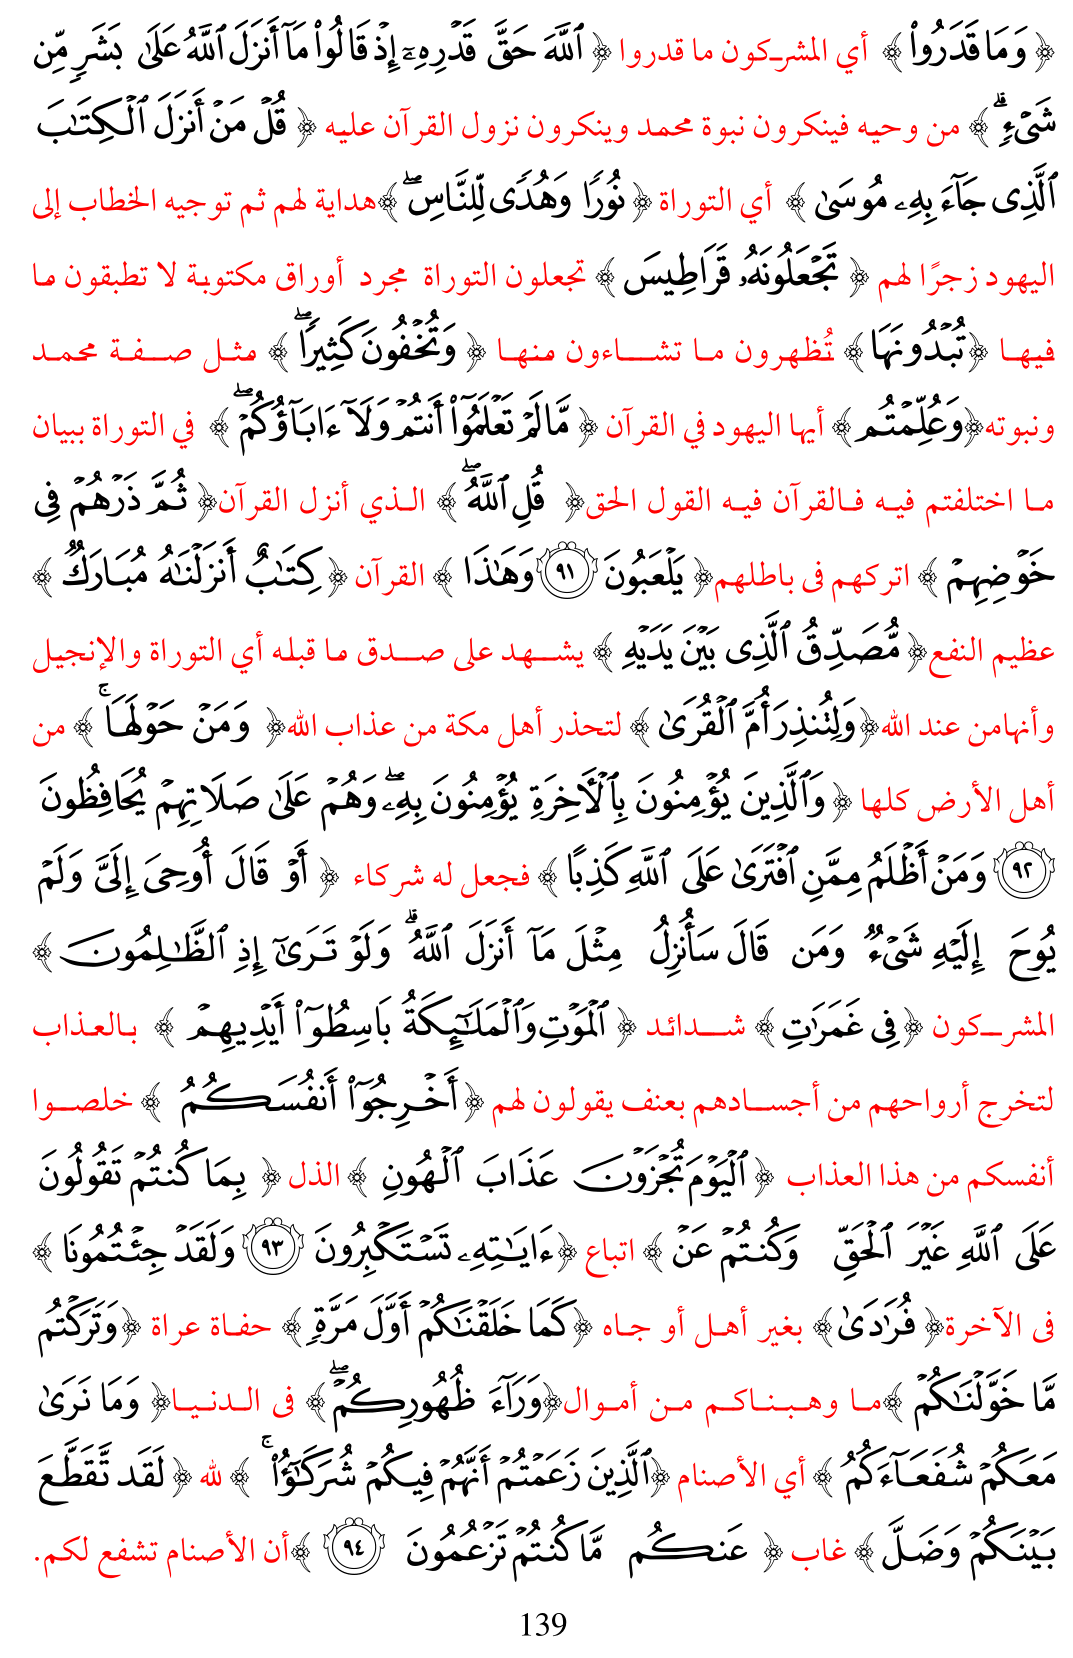 ﴿ وَمَا قَدَرُوا۟ ﴾ أي المشركون ما قدروا ﴿ ٱللَّهَ حَقَّ قَدْرِهِۦٓ إِذْ قَالُوا۟ مَآ أَنزَلَ ٱللَّهُ عَلَىٰ بَشَرٍ مِّن
شَىْءٍ ۗ ﴾ من وحيه فينكرون نبوة محمد وينكرون نزول القرآن عليه ﴿ قُلْ مَنْ أَنزَلَ ٱلْكِتَـٰبَ
ٱلَّذِى جَآءَ بِهِۦ مُوسَىٰ ﴾ أي التوراة ﴿ نُورًا وَهُدًى لِّلنَّاسِ ۖ ﴾هداية لهم ثم توجيه الخطاب إلى
اليهود زجرًا لهم ﴿ تَجْعَلُونَهُۥ قَرَاطِيسَ ﴾ تجعلون التوراة مجرد أوراق مكتوبة لا تطبقون ما
فيها ﴿تُبْدُونَهَا﴾ تُظهرون ما تشاءون منها ﴿ وَتُخْفُونَ كَثِيرًا ۖ ﴾ مثل صفة محمد
ونبوته﴿وَعُلِّمْتُم ﴾ أيها اليهود في القرآن ﴿ مَّا لَمْ تَعْلَمُوٓا۟ أَنتُمْ وَلَآ ءَابَآؤُكُمْ ۖ ﴾ في التوراة ببيان
ما اختلفتم فيه فالقرآن فيه القول الحق﴿ قُلِ ٱللَّهُ ۖ ﴾ الذي أنزل القرآن﴿ ثُمَّ ذَرْهُمْ فِى
خَوْضِهِمْ ﴾ اتركهم فى باطلهم﴿ يَلْعَبُونَ ٩١ وَهَـٰذَا ﴾ القرآن ﴿ كِتَـٰبٌ أَنزَلْنَـٰهُ مُبَارَكٌ ﴾
عظيم النفع﴿ مُّصَدِّقُ ٱلَّذِى بَيْنَ يَدَيْهِ ﴾ يشهد على صدق ما قبله أي التوراة والإنجيل
وأنهامن عند الله﴿وَلِتُنذِرَ أُمَّ ٱلْقُرَىٰ ﴾ لتحذر أهل مكة من عذاب الله﴿ وَمَنْ حَوْلَهَا ۚ ﴾ من
أهل الأرض كلها ﴿ وَٱلَّذِينَ يُؤْمِنُونَ بِٱلْـَٔاخِرَةِ يُؤْمِنُونَ بِهِۦ ۖ وَهُمْ عَلَىٰ صَلَاتِهِمْ يُحَافِظُونَ
٩٢ وَمَنْ أَظْلَمُ مِمَّنِ ٱفْتَرَىٰ عَلَى ٱللَّهِ كَذِبًا ﴾ فجعل له شركاء ﴿ أَوْ قَالَ أُوحِىَ إِلَىَّ وَلَمْ
يُوحَ إِلَيْهِ شَىْءٌ وَمَن قَالَ سَأُنزِلُ مِثْلَ مَآ أَنزَلَ ٱللَّهُ ۗ وَلَوْ تَرَىٰٓ إِذِ ٱلظَّـٰلِمُونَ ﴾
المشركون ﴿ فِى غَمَرَٰتِ ﴾ شدائد ﴿ ٱلْمَوْتِ وَٱلْمَلَـٰٓئِكَةُ بَاسِطُوٓا۟ أَيْدِيهِمْ ﴾ بالعذاب
لتخرج أرواحهم من أجسادهم بعنف يقولون لهم ﴿ أَخْرِجُوٓا۟ أَنفُسَكُمُ ﴾ خلصوا
أنفسكم من هذا العذاب ﴿ ٱلْيَوْمَ تُجْزَوْنَ عَذَابَ ٱلْهُونِ ﴾ الذل ﴿ بِمَا كُنتُمْ تَقُولُونَ
عَلَى ٱللَّهِ غَيْرَ ٱلْحَقِّ وَكُنتُمْ عَنْ ﴾ اتباع ﴿ءَايَـٰتِهِۦ تَسْتَكْبِرُونَ ٩٣ وَلَقَدْ جِئْتُمُونَا ﴾
فى الآخرة﴿ فُرَٰدَىٰ ﴾ بغير أهل أو جاه ﴿كَمَا خَلَقْنَـٰكُمْ أَوَّلَ مَرَّةٍ ﴾ حفاة عراة ﴿وَتَرَكْتُم
مَّا خَوَّلْنَـٰكُمْ ﴾ما وهبناكم من أموال﴿وَرَآءَ ظُهُورِكُمْ ۖ ﴾ فى الدنيا﴿ وَمَا نَرَىٰ
مَعَكُمْ شُفَعَآءَكُمُ ﴾ أي الأصنام ﴿ٱلَّذِينَ زَعَمْتُمْ أَنَّهُمْ فِيكُمْ شُرَكَـٰٓؤُا۟ ۚ ﴾ لله ﴿ لَقَد تَّقَطَّعَ
بَيْنَكُمْ وَضَلَّ ﴾ غاب ﴿ عَنكُم مَّا كُنتُمْ تَزْعُمُونَ ٩٤ ﴾أن الأصنام تشفع لكم.
139